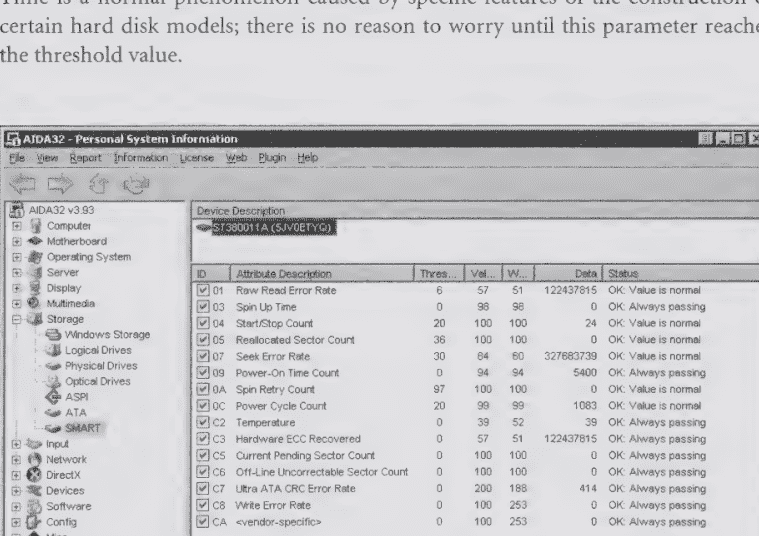 Time is a normal phenomenon caused by specific features of the construction
certain hard disk models; there is no reason to worry until this parameter reache
the threshold value.
AIDA32 - Personal System Information
File View Report Information License Web Plugin Help
AIDA32 v3.93
Computer
Motherboard
Operating System
Server
Display
Multimedia
Storage
Windows Storage
Logical Drives
Physical Drives
Optical Drives
ASPI
ATA
SMART
Input
Network
DirectX
Devices
Software
Config
Device Description
ST380011A (5JV0ETYQ)
ID Attribute Description Thres... Val... W... Data Status
01 Raw Read Error Rate 6 57 51 122437815 OK: Value is normal
03 Spin Up Time 0 98 98 0 OK: Always passing
04 Start/Stop Count 20 100 100 24 OK: Value is normal
05 Reallocated Sector Count 36 100 100 0 OK: Value is normal
07 Seek Error Rate 30 84 60 327683739 OK: Value is normal
09 Power-On Time Count 0 94 94 5400 OK: Always passing
0A Spin Retry Count 97 100 100 0 OK: Value is normal
0C Power Cycle Count 20 99 99 1083 OK: Value is normal
C2 Temperature 0 39 52 39 OK: Always passing
C3 Hardware ECC Recovered 0 57 51 122437815 OK: Always passing
C5 Current Pending Sector Count 0 100 100 0 OK: Always passing
C6 Off-Line Uncorrectable Sector Count 0 100 100 0 OK: Always passing
C7 Ultra ATA CRC Error Rate 0 200 188 414 OK: Always passing
C8 Write Error Rate 0 100 253 0 OK: Always passing
CA <vendor-specific> 0 100 253 0 OK: Always passing